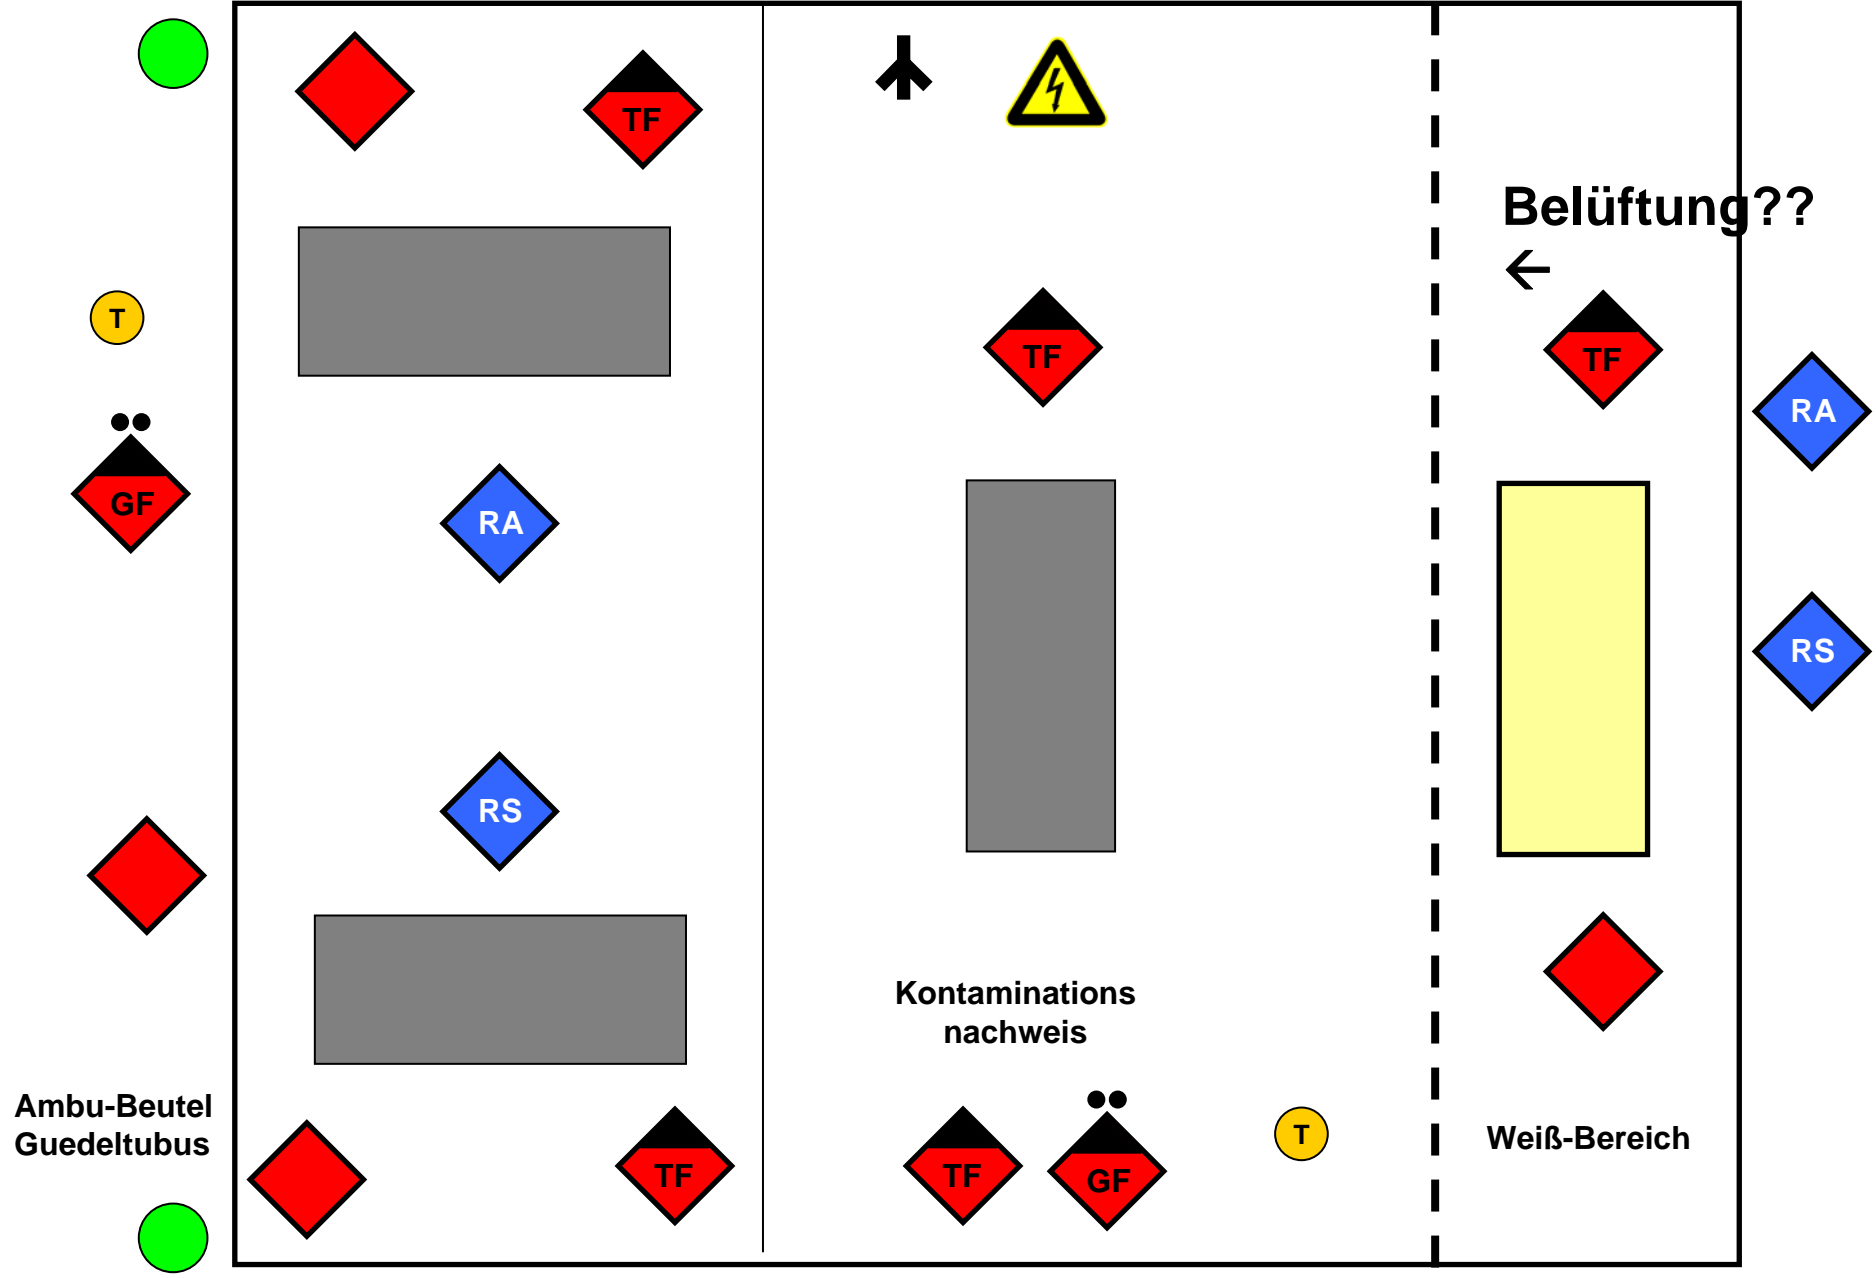 TF
Belüftung??
T
TF
TF
RA
GF
RA
RS
RS
Kontaminations
nachweis
Ambu-Beutel
Guedeltubus
T
Weiß-Bereich
TF
TF
GF